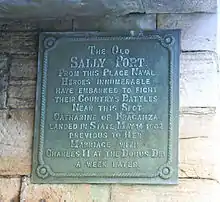 The Old
Sally Port.
From this Place Naval
Heroes innumerable
have embarked to fight
their Country's Battles
Near this Spot
Catharine of Braganza
landed in State, May 14 1662
previous to Her
Marriage with
Charles II at the Domus Dei
a week later.